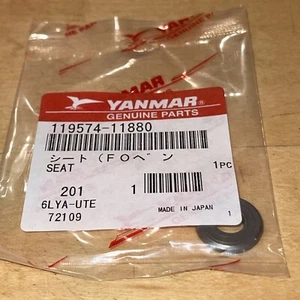 YANMAR
GENUINE PARTS
119574-11880
シート(FOベン
SEAT
1PC
201 1
6LYA-UTE
72109
MADE IN JAPAN 1